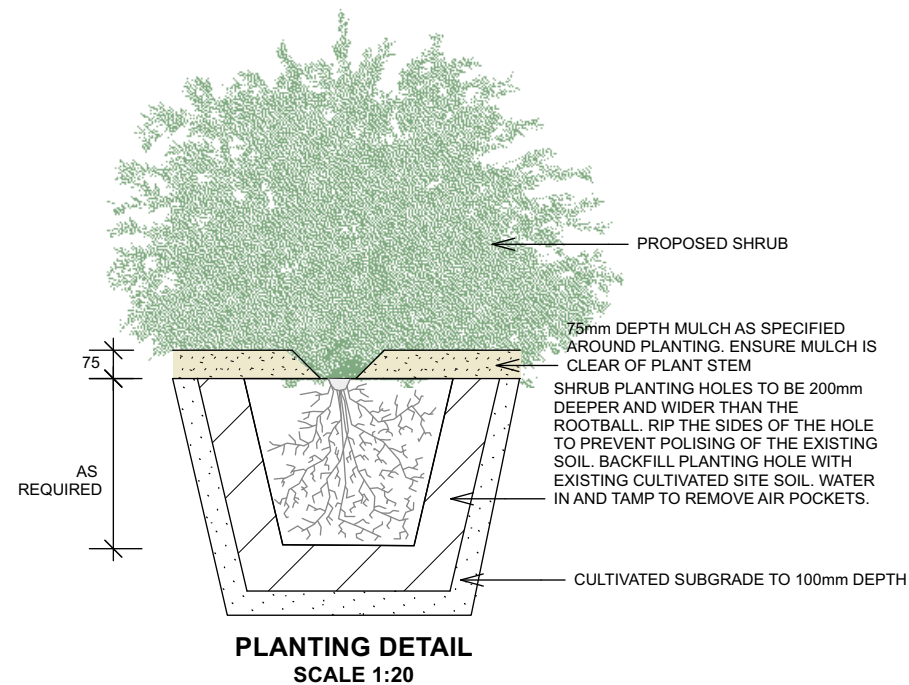 PROPOSED SHRUB
75mm DEPTH MULCH AS SPECIFIED
AROUND PLANTING. ENSURE MULCH IS
CLEAR OF PLANT STEM
75
SHRUB PLANTING HOLES TO BE 200mm
DEEPER AND WIDER THAN THE
ROOTBALL. RIP THE SIDES OF THE HOLE
TO PREVENT POLISING OF THE EXISTING
SOIL. BACKFILL PLANTING HOLE WITH
EXISTING CULTIVATED SITE SOIL. WATER
IN AND TAMP TO REMOVE AIR POCKETS.
AS
REQUIRED
CULTIVATED SUBGRADE TO 100mm DEPTH
PLANTING DETAIL
SCALE 1:20